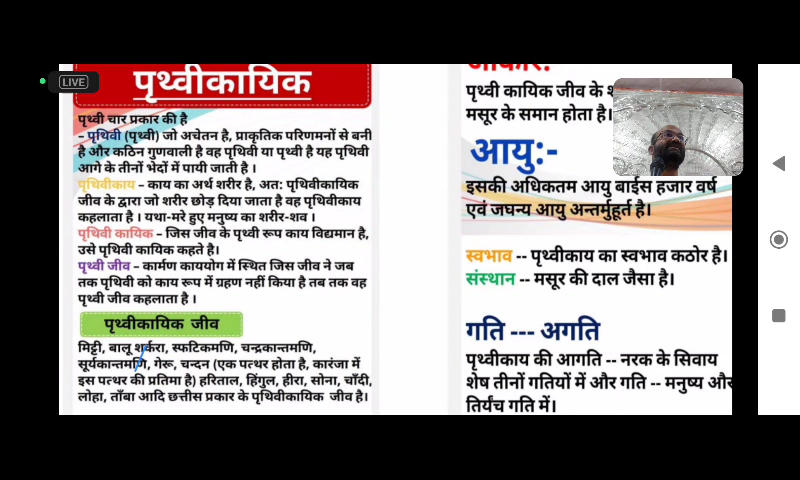 LIVE
पृथ्वीकायिक
पृथ्वी चार प्रकार की है
– पृथिवी (पृथ्वी) जो अचेतन है, प्राकृतिक परिणमनों से बनी
है और कठिन गुणवाली है वह पृथिवी या पृथ्वी है यह पृथिवी
आगे के तीनों भेदों में पायी जाती है ।
पृथिवीकाय – काय का अर्थ शरीर है, अत: पृथिवीकायिक
जीव के द्वारा जो शरीर छोड़ दिया जाता है वह पृथिवीकाय
कहलाता है । यथा-मरे हुए मनुष्य का शरीर-शव ।
पृथिवी कायिक – जिस जीव के पृथ्वी रूप काय विद्यमान है,
उसे पृथिवी कायिक कहते है।
पृथ्वी जीव – कार्मण काययोग में स्थित जिस जीव ने जब
तक पृथिवी को काय रूप में ग्रहण नहीं किया है तब तक वह
पृथ्वी जीव कहलाता है ।
पृथ्वीकायिक जीव
मिट्टी, बालू शर्करा, स्फटिकमणि, चन्द्रकान्तमणि,
सूर्यकान्तमणि, गेरू, चन्दन (एक पत्थर होता है, कारंजा में
इस पत्थर की प्रतिमा है) हरिताल, हिंगुल, हीरा, सोना, चाँदी,
लोहा, ताँबा आदि छत्तीस प्रकार के पृथिवीकायिक जीव है।
आकार:
पृथ्वी कायिक जीव के
मसूर के समान होता है।
आयु:-
इसकी अधिकतम आयु बाईस हजार वर्ष
एवं जघन्य आयु अन्तर्मुहूर्त है।
स्वभाव -- पृथ्वीकाय का स्वभाव कठोर है।
संस्थान -- मसूर की दाल जैसा है।
गति --- अगति
पृथ्वीकाय की आगति -- नरक के सिवाय
शेष तीनों गतियों में और गति -- मनुष्य और
तिर्यंच गति में।